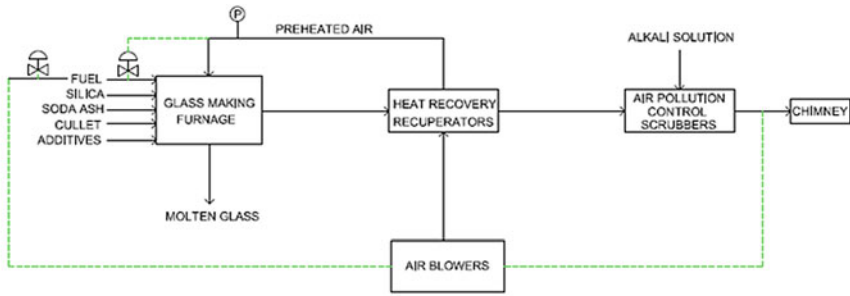 P
PREHEATED AIR
ALKALI SOLUTION
FUEL
SILICA
SODA ASH
CULLET
ADDITIVES
GLASS MAKING
FURNAGE
HEAT RECOVERY
RECUPERATORS
AIR POLLUTION
CONTROL
SCRUBBERS
CHIMNEY
MOLTEN GLASS
AIR BLOWERS